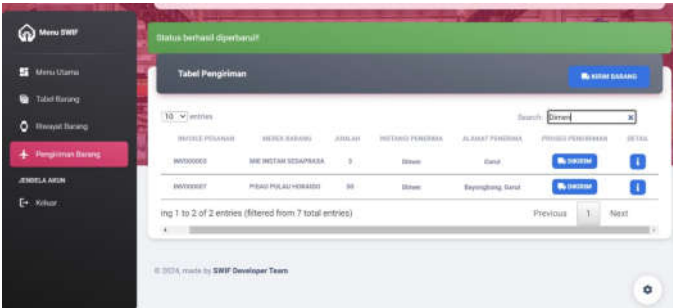 Menu SWIF
Menu Utama
Tabel Barang
Riwayat Barang
Pengiriman Barang
JENDELA AKUN
Keluar
Status berhasil diperbarui!
Tabel Pengiriman
KIRIM BARANG
10 entries
Search: Dimen
INVOICE PESANAN MEREK BARANG JUMLAH INSTANSI PENERIMA ALAMAT PENERIMA PROSES PENGIRIMAN DETAIL
MIE INSTAN SEDAPRASA 3 Dimen Garut DIKIRIM
PISAU PULAU Dimen Bayongbong, Garut DIKIRIM
ing 1 to 2 of 2 entries (filtered from 7 total entries)
Previous 1 Next
© 2024, made by SWIF Developer Team